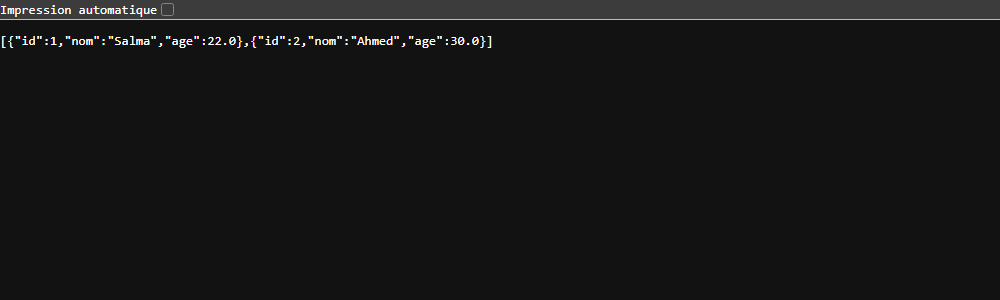 Impression automatique
[{"id":1,"nom":"Salma","age":22.0},{"id":2,"nom":"Ahmed","age":30.0}]